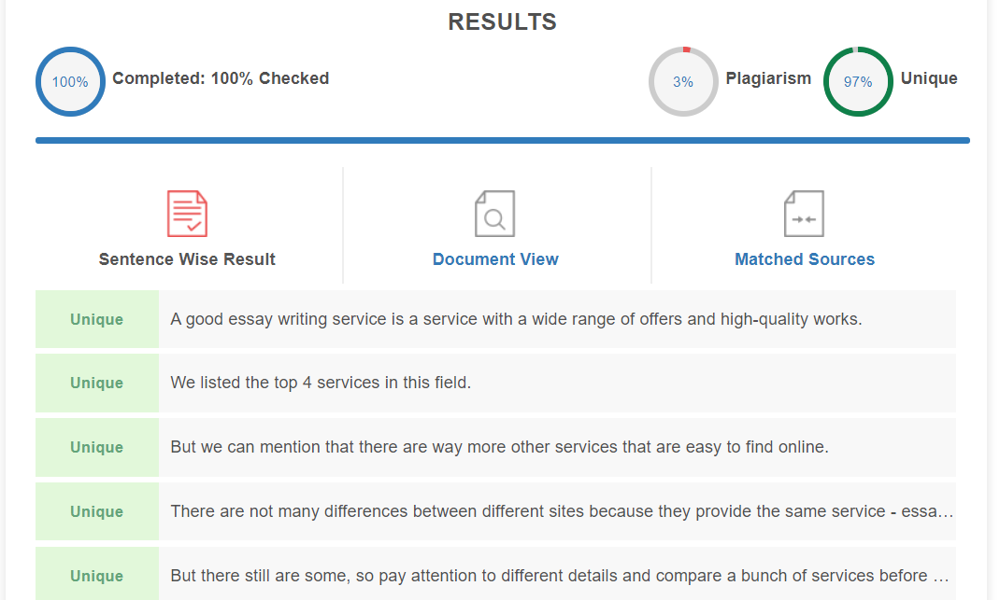 RESULTS
100% Completed: 100% Checked 3% Plagiarism 97% Unique
Sentence Wise Result Document View Matched Sources
Unique A good essay writing service is a service with a wide range of offers and high-quality works.
Unique We listed the top 4 services in this field.
Unique But we can mention that there are way more other services that are easy to find online.
Unique There are not many differences between different sites because they provide the same service - essa...
Unique But there still are some, so pay attention to different details and compare a bunch of services before ...